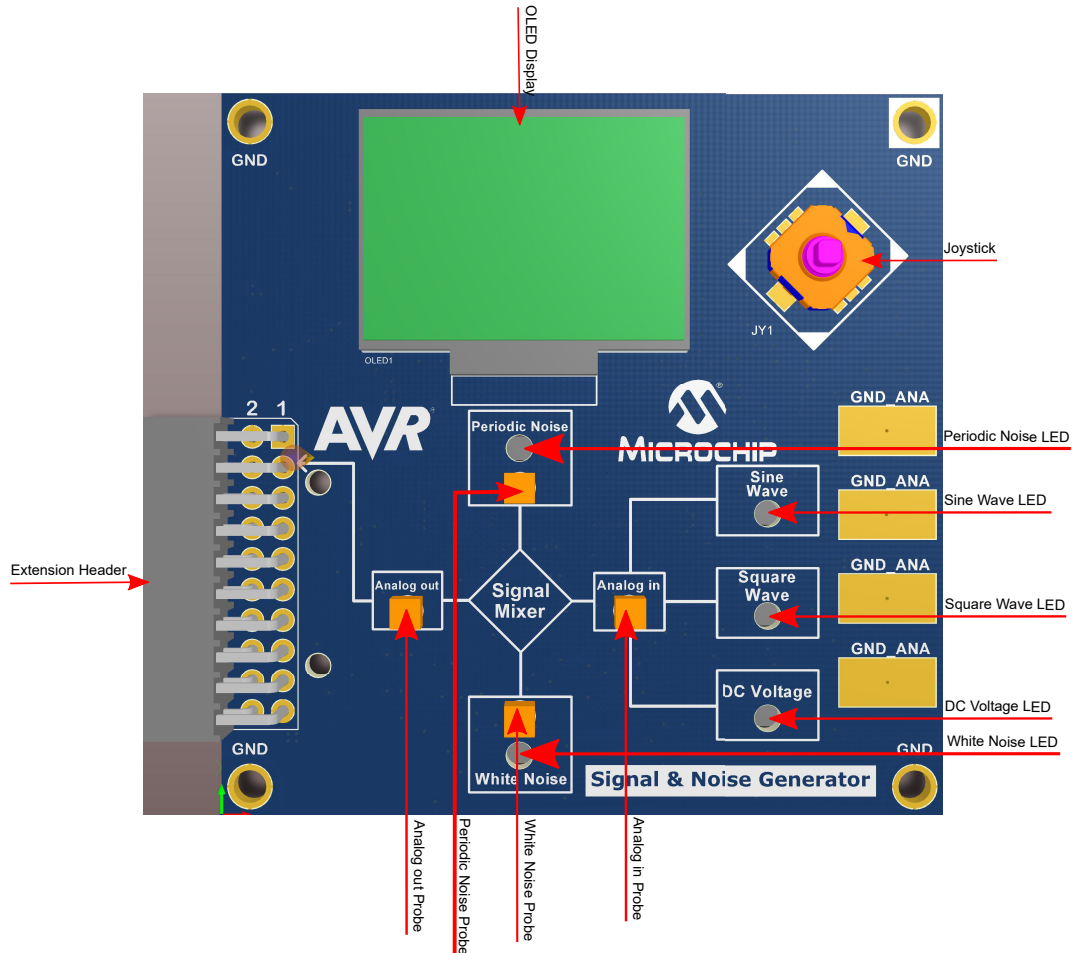 OLED Display
GND
GND
Joystick
JY1
OLED1
2 1
AVR®
MICROCHIP
®
GND_ANA
Periodic Noise
Periodic Noise LED
Sine
Wave
GND_ANA
Sine Wave LED
Extension Header
Analog out
Signal
Mixer
Analog in
Square
Wave
GND_ANA
Square Wave LED
GND_ANA
DC Voltage
DC Voltage LED
GND
White Noise
GND
White Noise LED
Signal & Noise Generator
Analog out Probe
Periodic Noise Probe
White Noise Probe
Analog in Probe